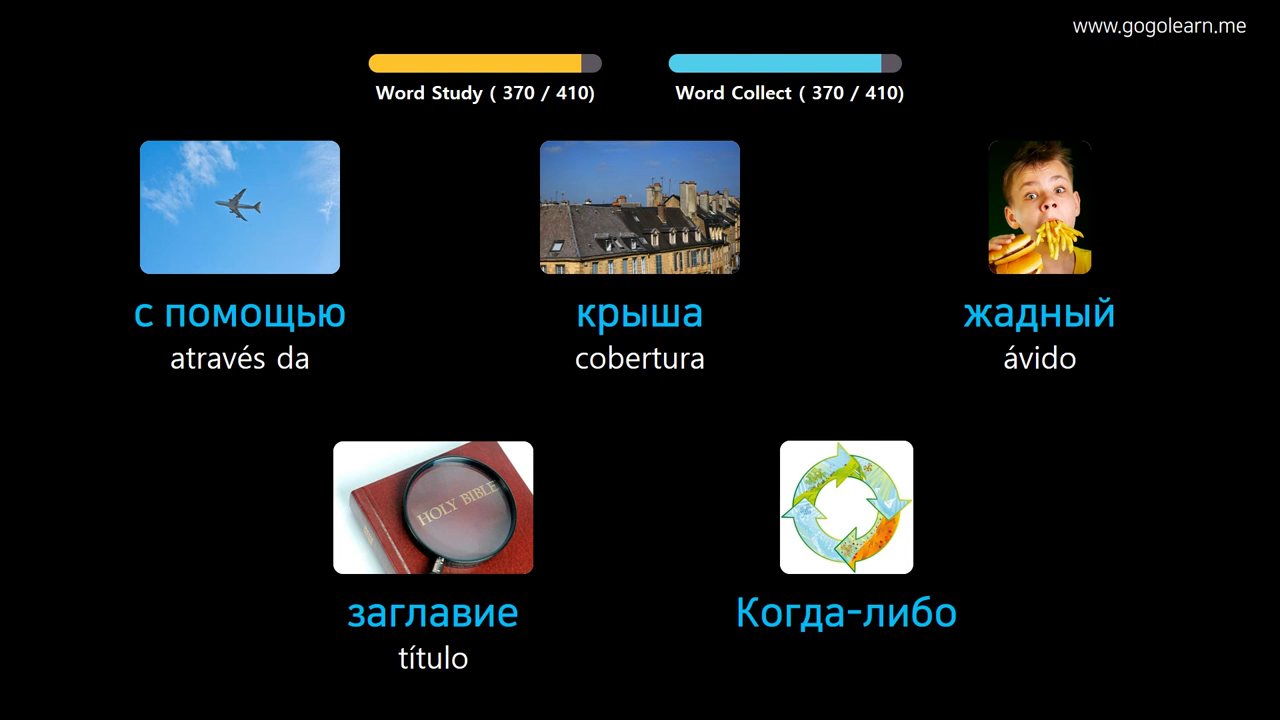 www.gogolearn.me
Word Study ( 370 / 410)
Word Collect ( 370 / 410)
с помощью
através da
крыша
cobertura
жадный
ávido
HOLY BIBLE
заглавие
título
Когда-либо